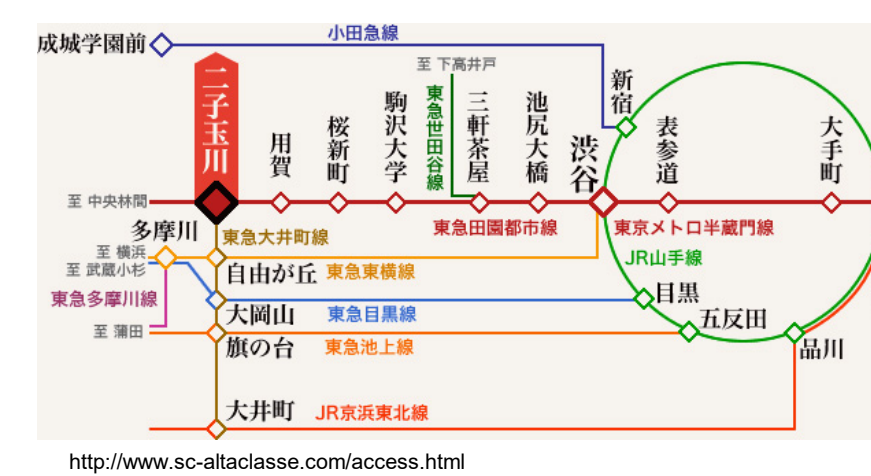 小田急線
成城学園前
至 下高井戸
新宿
二子玉川
用賀
桜新町
駒沢大学
東急世田谷線
三軒茶屋
池尻大橋
渋谷
表参道
大手町
至 中央林間
多摩川
東急大井町線
東急田園都市線
東京メトロ半蔵門線
至 横浜
至 武蔵小杉
自由が丘
東急東横線
JR山手線
東急多摩川線
目黒
大岡山
東急目黒線
五反田
至 蒲田
旗の台
東急池上線
品川
大井町
JR京浜東北線
http://www.sc-altaclasse.com/access.html